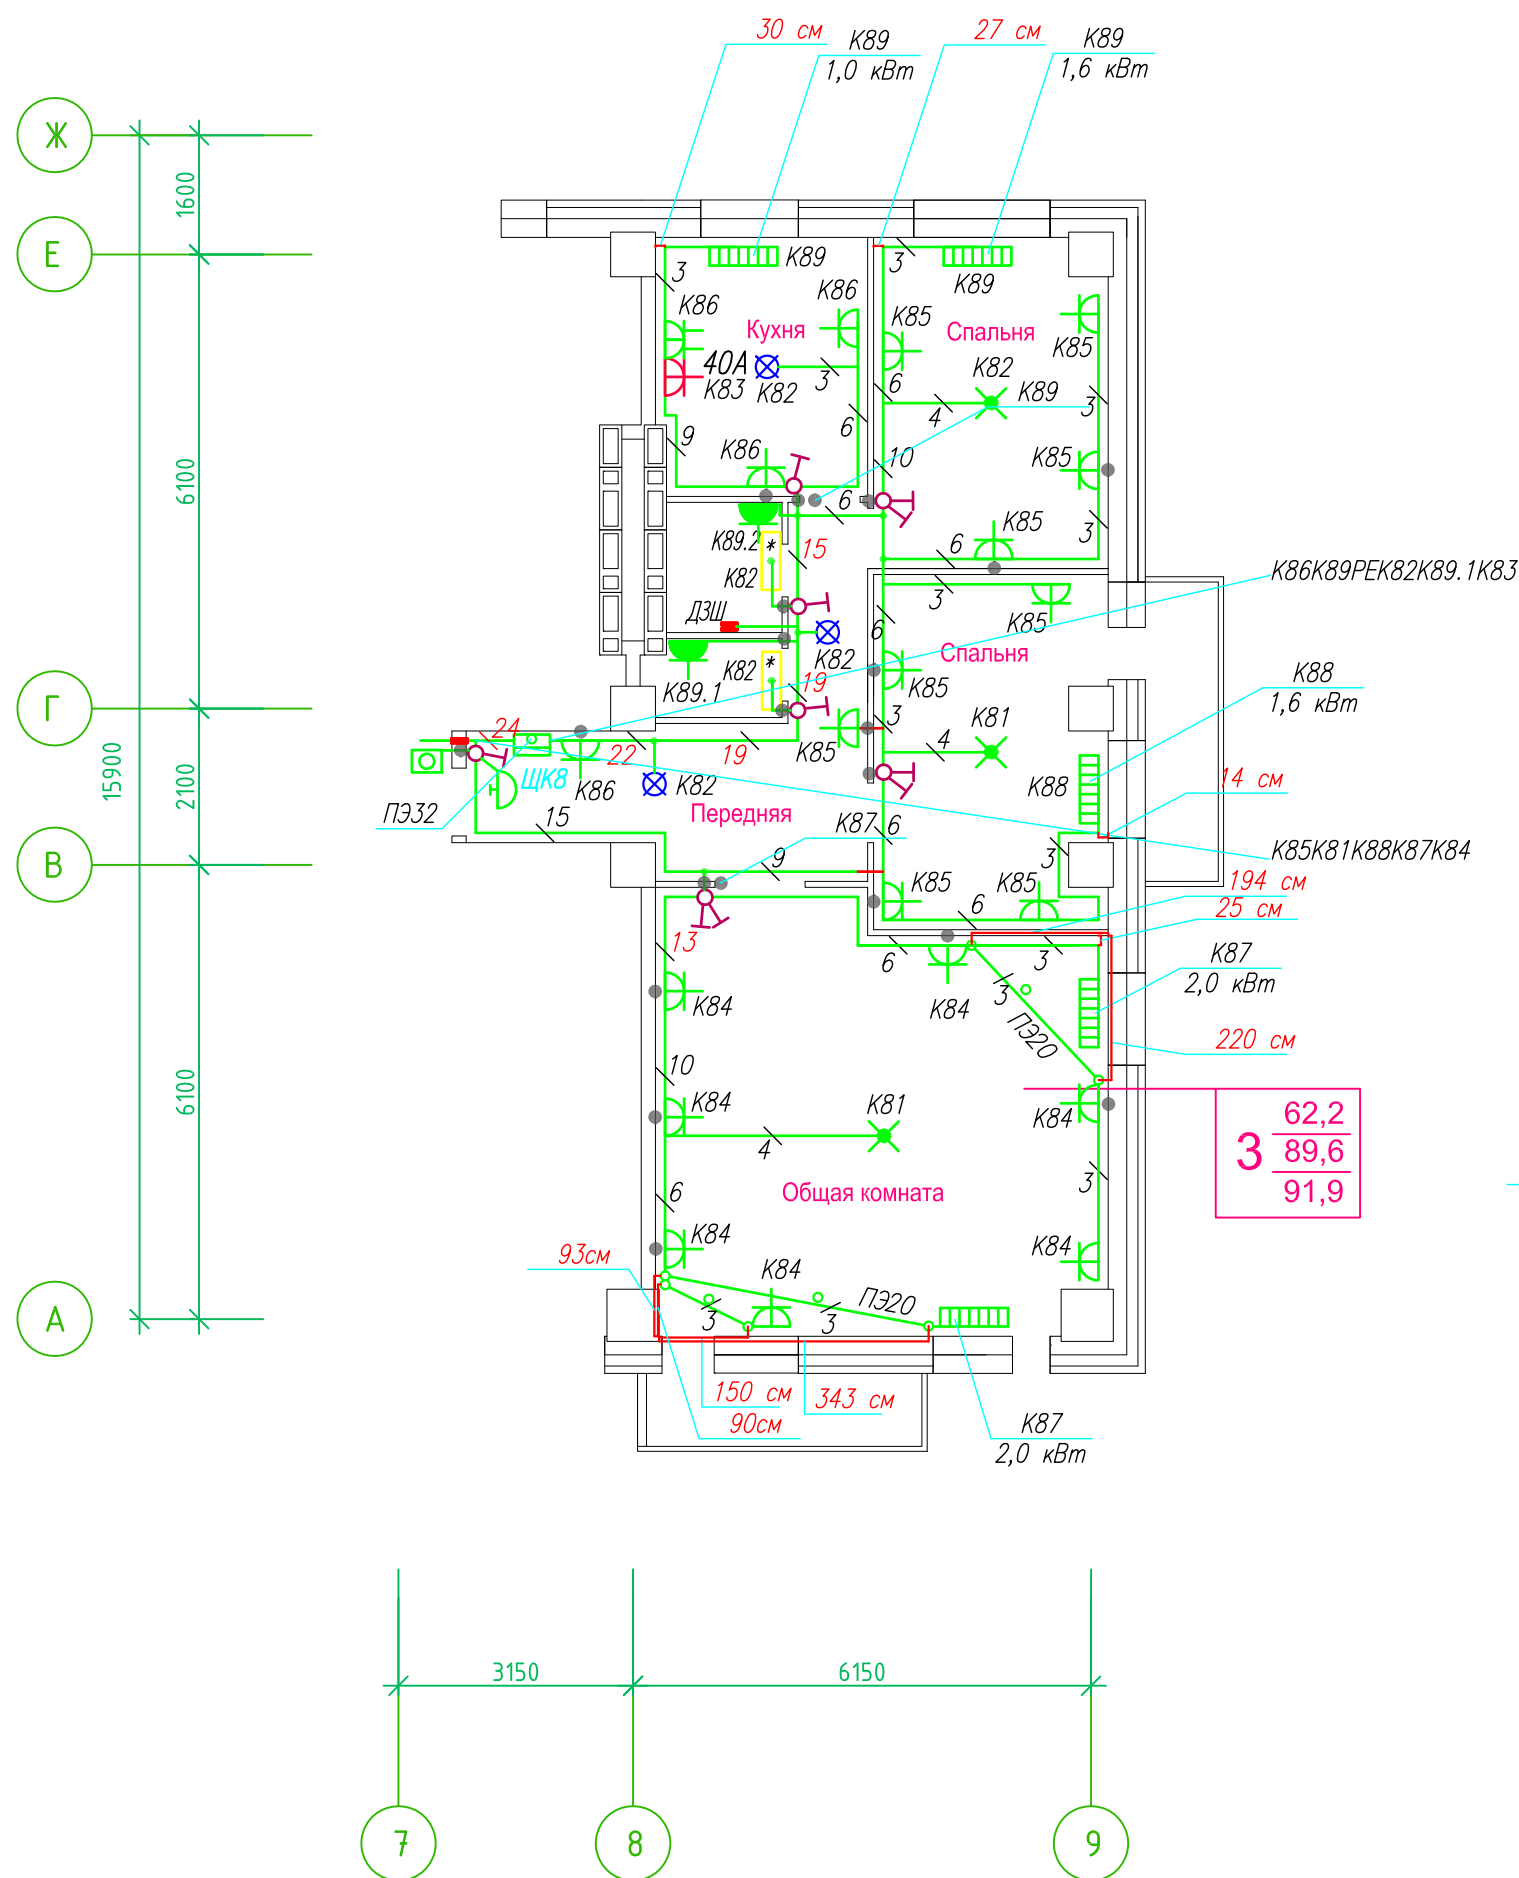 30 см
К89
1,0 кВт
27 см
К89
1,6 кВт
Ж
1600
Е
3
К89
3
К89
К86
К86
К85
К85
Кухня
Спальня
40А
К83
К82
3
К82
К89
6
4
3
6
9
К86
10
К85
6
3
К85
К89.2
15
6
6100
К82
3
К85
К86К89РЕК82К89.1К83
ДЗШ
6
Спальня
К82
К82
К89.1
19
К85
К88
1,6 кВт
Г
24
22
19
К85
3
4
К81
15900
2100
ЩК8
К86
К82
К88
14 см
ПЭ32
15
Передняя
К87
6
3
К85К81К88К87К84
В
9
К85
К85
194 см
25 см
6
13
6
3
К87
2,0 кВт
К84
3
К84
ПЭ20
220 см
10
6100
К84
К81
К84
4
3
62,2
89,6
91,9
3
6
Общая комната
К84
К84
93см
К84
А
3
3
ПЭ20
150 см
343 см
90см
К87
2,0 кВт
3150
6150
7
8
9